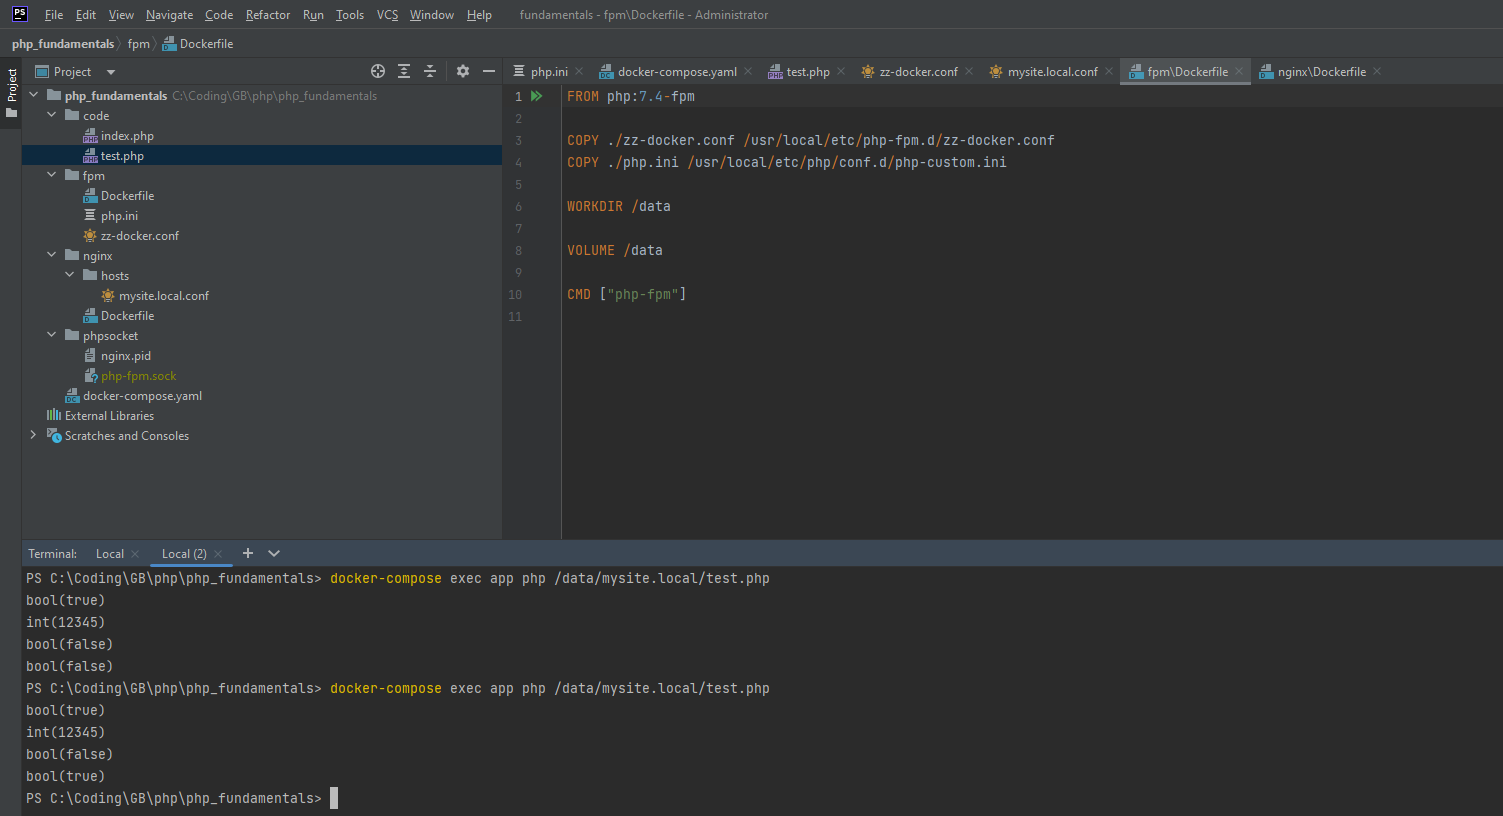 PS File Edit View Navigate Code Refactor Run Tools VCS Window Help fundamentals - fpm\Dockerfile - Administrator
php_fundamentals fpm Dockerfile
Project
Project
php_fundamentals C:\Coding\GB\php\php_fundamentals
code
index.php
test.php
fpm
Dockerfile
php.ini
zz-docker.conf
nginx
hosts
mysite.local.conf
Dockerfile
phpsocket
nginx.pid
php-fpm.sock
docker-compose.yaml
External Libraries
Scratches and Consoles
php.ini docker-compose.yaml test.php zz-docker.conf mysite.local.conf fpm\Dockerfile nginx\Dockerfile
1 FROM php:7.4-fpm
2
3 COPY ./zz-docker.conf /usr/local/etc/php-fpm.d/zz-docker.conf
4 COPY ./php.ini /usr/local/etc/php/conf.d/php-custom.ini
5
6 WORKDIR /data
7
8 VOLUME /data
9
10 CMD ["php-fpm"]
11
Terminal: Local Local (2)
PS C:\Coding\GB\php\php_fundamentals> docker-compose exec app php /data/mysite.local/test.php
bool(true)
int(12345)
bool(false)
bool(false)
PS C:\Coding\GB\php\php_fundamentals> docker-compose exec app php /data/mysite.local/test.php
bool(true)
int(12345)
bool(false)
bool(true)
PS C:\Coding\GB\php\php_fundamentals>